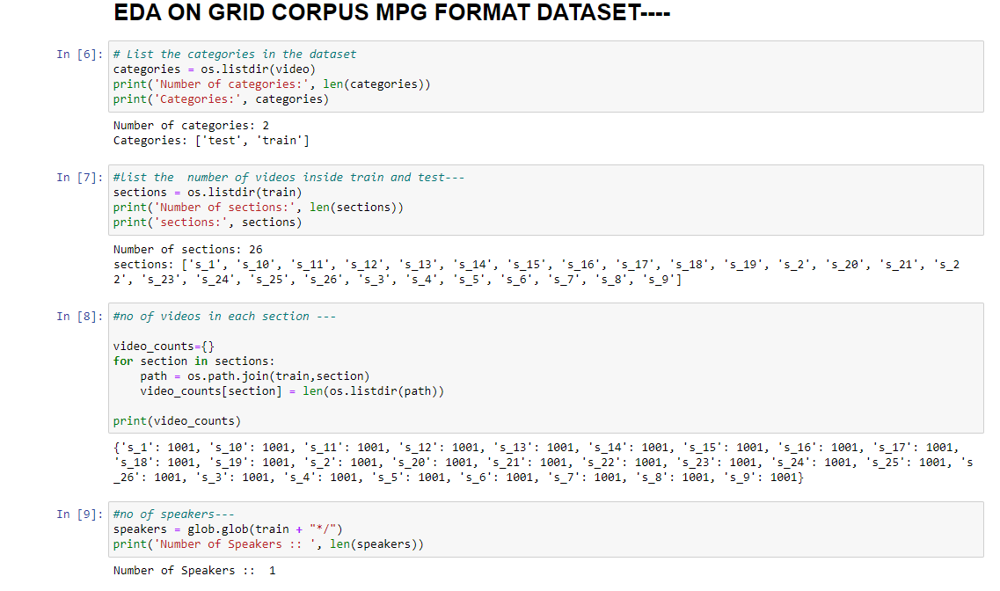 EDA ON GRID CORPUS MPG FORMAT DATASET----
In [6]: # List the categories in the dataset
categories = os.listdir(video)
print('Number of categories:', len(categories))
print('Categories:', categories)
Number of categories: 2
Categories: ['test', 'train']
In [7]: #list the  number of videos inside train and test---
sections = os.listdir(train)
print('Number of sections:', len(sections))
print('sections:', sections)
Number of sections: 26
sections: ['s_1', 's_10', 's_11', 's_12', 's_13', 's_14', 's_15', 's_16', 's_17', 's_18', 's_19', 's_2', 's_20', 's_21', 's_2
2', 's_23', 's_24', 's_25', 's_26', 's_3', 's_4', 's_5', 's_6', 's_7', 's_8', 's_9']
In [8]: #no of videos in each section ---
video_counts={}
for section in sections:
    path = os.path.join(train,section)
    video_counts[section] = len(os.listdir(path))
print(video_counts)
{'s_1': 1001, 's_10': 1001, 's_11': 1001, 's_12': 1001, 's_13': 1001, 's_14': 1001, 's_15': 1001, 's_16': 1001, 's_17': 1001,
's_18': 1001, 's_19': 1001, 's_2': 1001, 's_20': 1001, 's_21': 1001, 's_22': 1001, 's_23': 1001, 's_24': 1001, 's_25': 1001, 's
_26': 1001, 's_3': 1001, 's_4': 1001, 's_5': 1001, 's_6': 1001, 's_7': 1001, 's_8': 1001, 's_9': 1001}
In [9]: #no of speakers---
speakers = glob.glob(train + "*/")
print('Number of Speakers :: ', len(speakers))
Number of Speakers ::  1